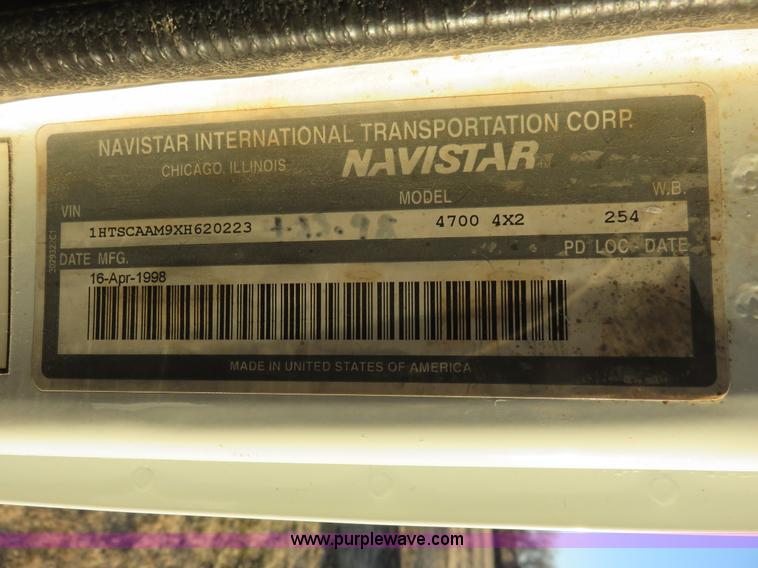 NAVISTAR INTERNATIONAL TRANSPORTATION CORP.
CHICAGO, ILLINOIS NAVISTAR
VIN MODEL W.B.
1HTSCAAM9XH620223 4700 4X2 254
DATE MFG. PD LOC - DATE
16-Apr-1998
MADE IN UNITED STATES OF AMERICA
www.purplewave.com